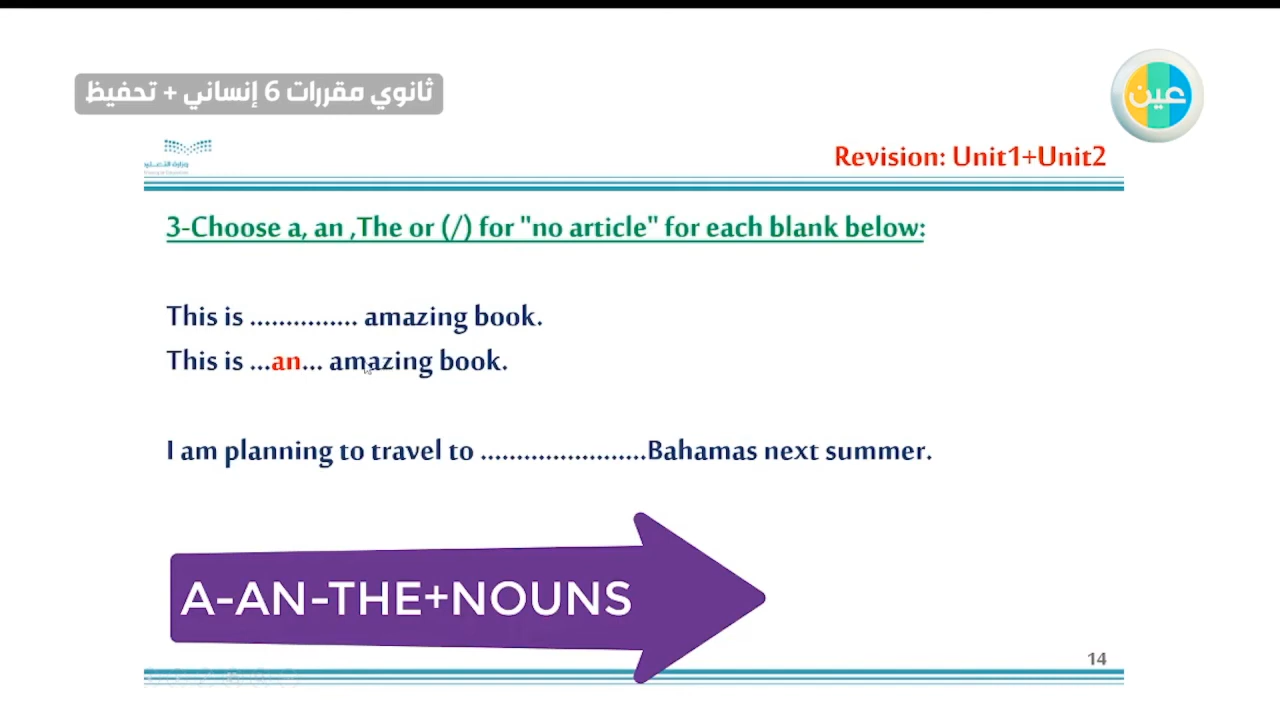 ثانوي مقررات 6 إنساني + تحفيظ
عين
Revision: Unit1+Unit2
3-Choose a, an ,The or (/) for "no article" for each blank below:
This is ............... amazing book.
This is ...an... amazing book.
I am planning to travel to .......................Bahamas next summer.
A-AN-THE+NOUNS
14